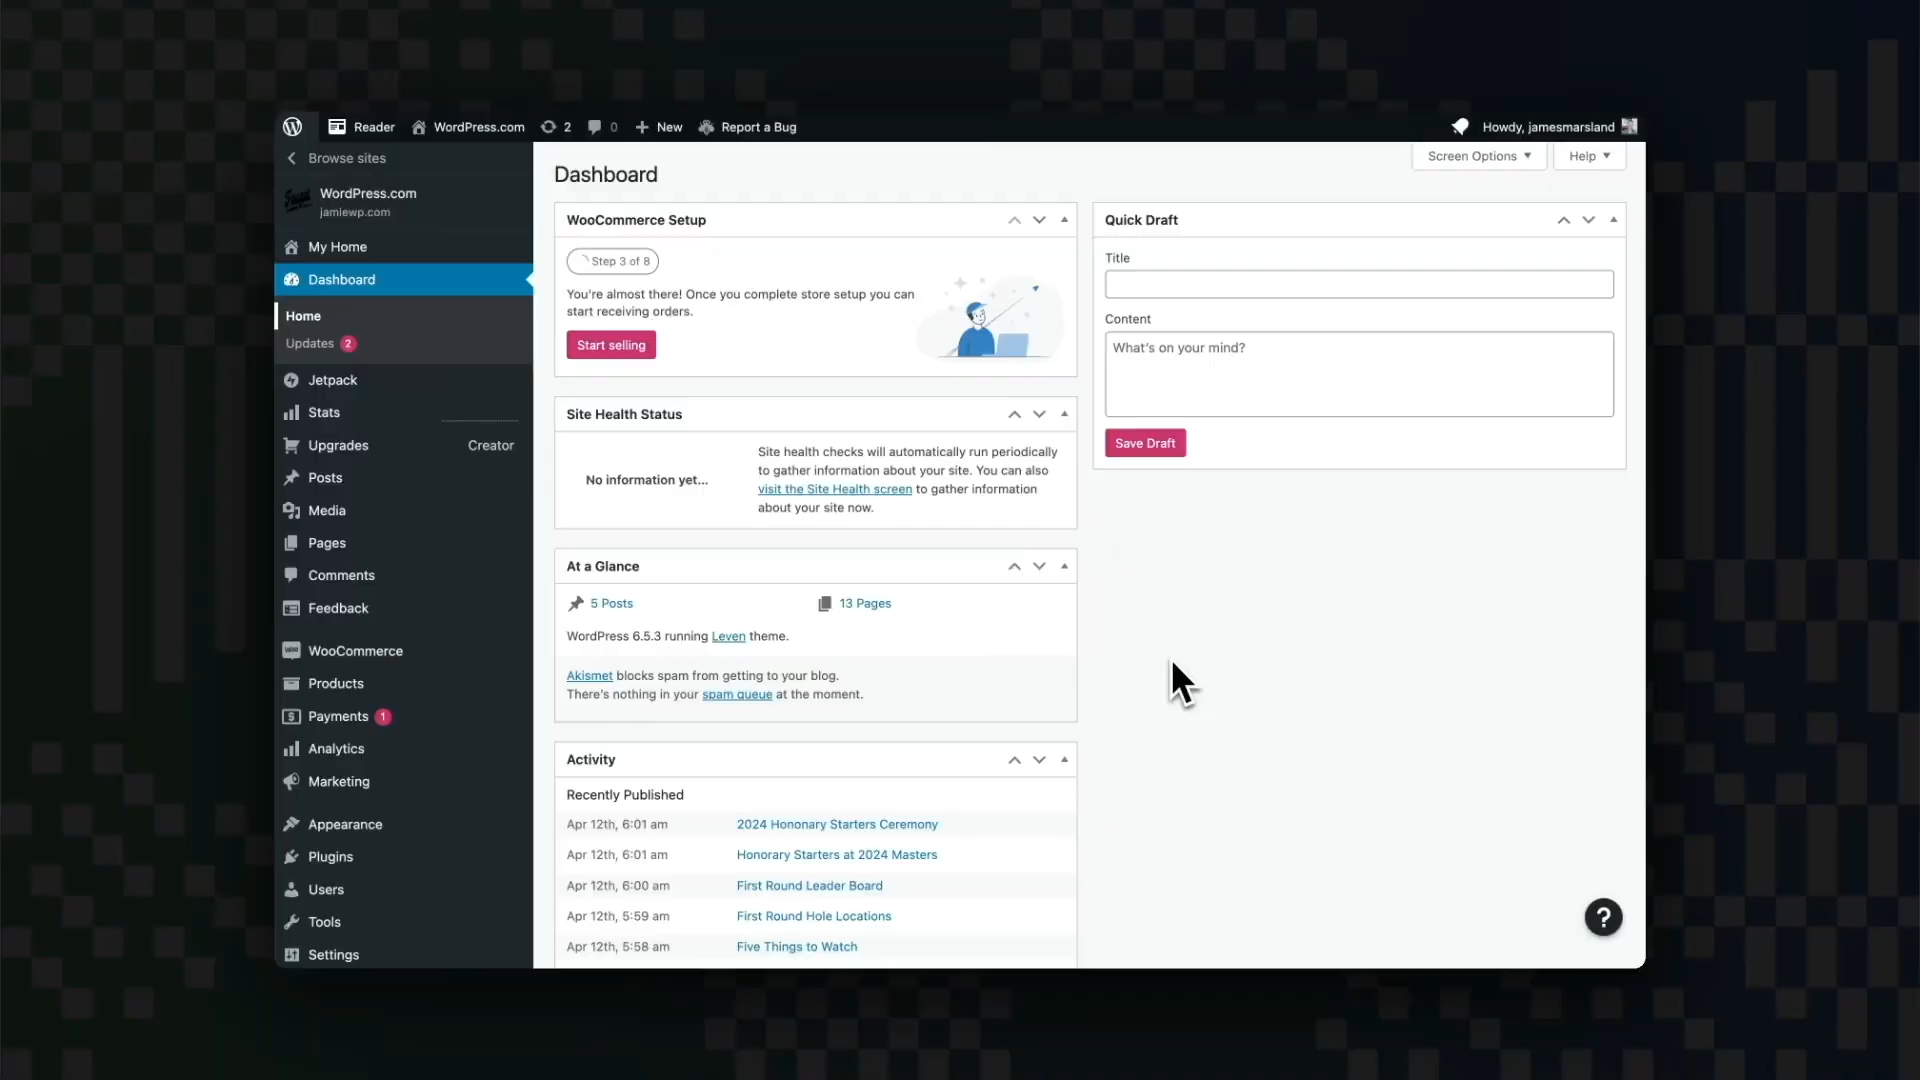 Reader WordPress.com 2 0 New Report a Bug Howdy, jamesmarsland
Browse sites
WordPress.com
jamiewp.com
My Home
Dashboard
Home
Updates 2
Jetpack
Stats
Upgrades Creator
Posts
Media
Pages
Comments
Feedback
WooCommerce
Products
Payments 1
Analytics
Marketing
Appearance
Plugins
Users
Tools
Settings
Screen Options Help
Dashboard
WooCommerce Setup
Step 3 of 8
You're almost there! Once you complete store setup you can
start receiving orders.
Start selling
Site Health Status
No information yet...
Site health checks will automatically run periodically
to gather information about your site. You can also
visit the Site Health screen to gather information
about your site now.
At a Glance
5 Posts 13 Pages
WordPress 6.5.3 running Leven theme.
Akismet blocks spam from getting to your blog.
There's nothing in your spam queue at the moment.
Activity
Recently Published
Apr 12th, 6:01 am 2024 Hononary Starters Ceremony
Apr 12th, 6:01 am Honorary Starters at 2024 Masters
Apr 12th, 6:00 am First Round Leader Board
Apr 12th, 5:59 am First Round Hole Locations
Apr 12th, 5:58 am Five Things to Watch
Quick Draft
Title
Content
What's on your mind?
Save Draft
?